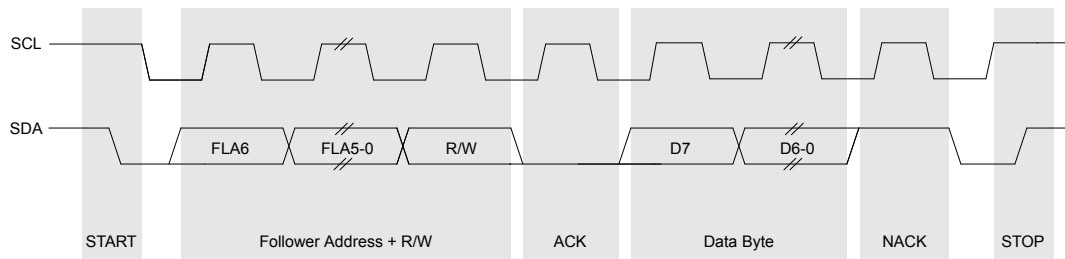 SCL
SDA
FLA6 FLA5-0 R/W D7 D6-0
START Follower Address + R/W ACK Data Byte NACK STOP